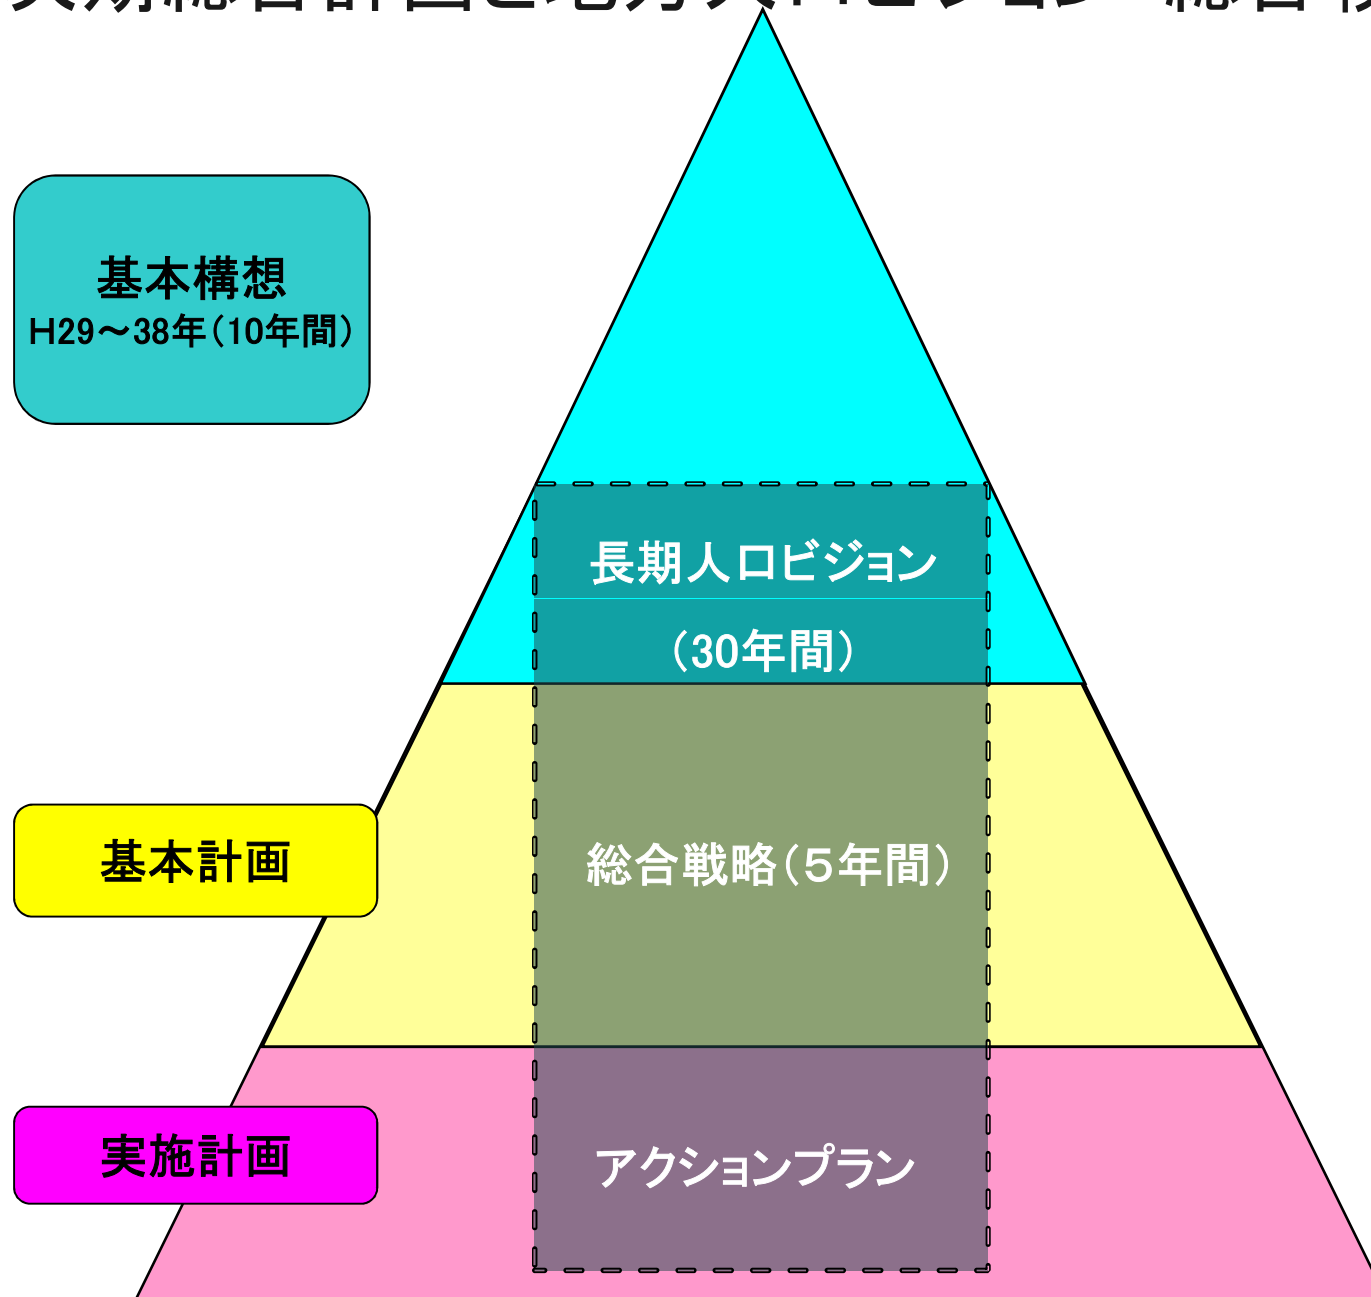 基本構想
H29～38年(10年間)
長期人口ビジョン
(30年間)
基本計画
総合戦略(５年間)
実施計画
アクションプラン